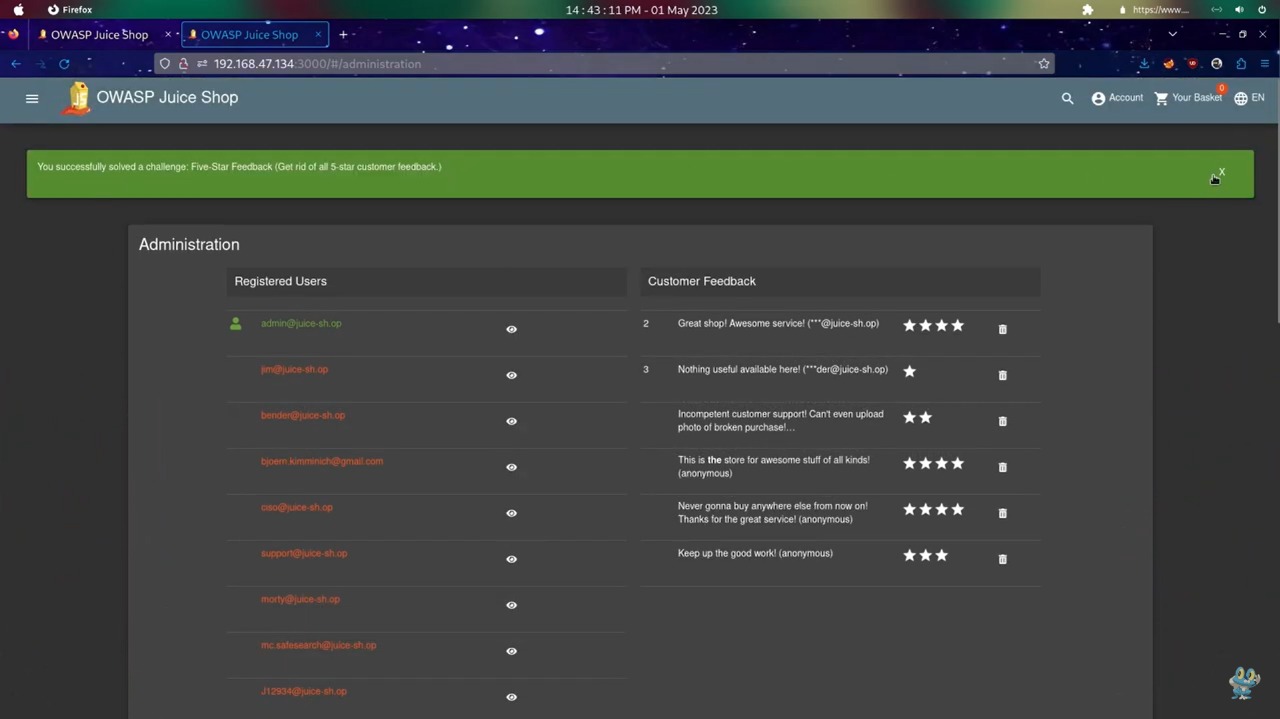 Firefox
14:43:11 PM - 01 May 2023
https://www...
OWASP Juice Shop
OWASP Juice Shop
192.168.47.134:3000/#/administration
OWASP Juice Shop
Account
Your Basket
0
EN
You successfully solved a challenge: Five-Star Feedback (Get rid of all 5-star customer feedback.)
X
Administration
Registered Users
admin@juice-sh.op
jim@juice-sh.op
bender@juice-sh.op
bjoern.kimminich@gmail.com
ciso@juice-sh.op
support@juice-sh.op
morty@juice-sh.op
mc.safesearch@juice-sh.op
J12934@juice-sh.op
Customer Feedback
2 Great shop! Awesome service! (***@juice-sh.op)
3 Nothing useful available here! (***der@juice-sh.op)
Incompetent customer support! Can't even upload
photo of broken purchase!...
This is the store for awesome stuff of all kinds!
(anonymous)
Never gonna buy anywhere else from now on!
Thanks for the great service! (anonymous)
Keep up the good work! (anonymous)